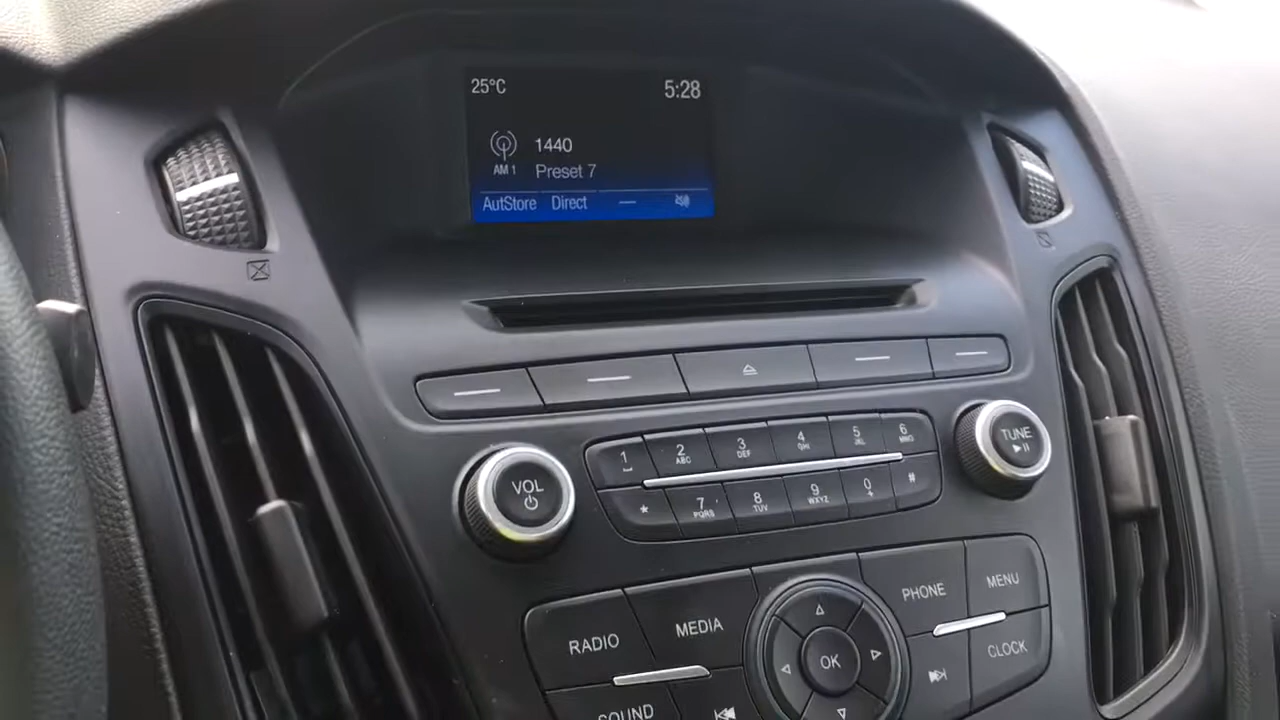 25°C 5:28
1440
AM 1 Preset 7
AutStore Direct
VOL
1
2 ABC
3 DEF
4 GHI
5 JKL
6 MNO
TUNE
*
7 PQRS
8 TUV
9 WXYZ
0 +
#
RADIO
MEDIA
PHONE
MENU
OK
CLOCK
SOUND